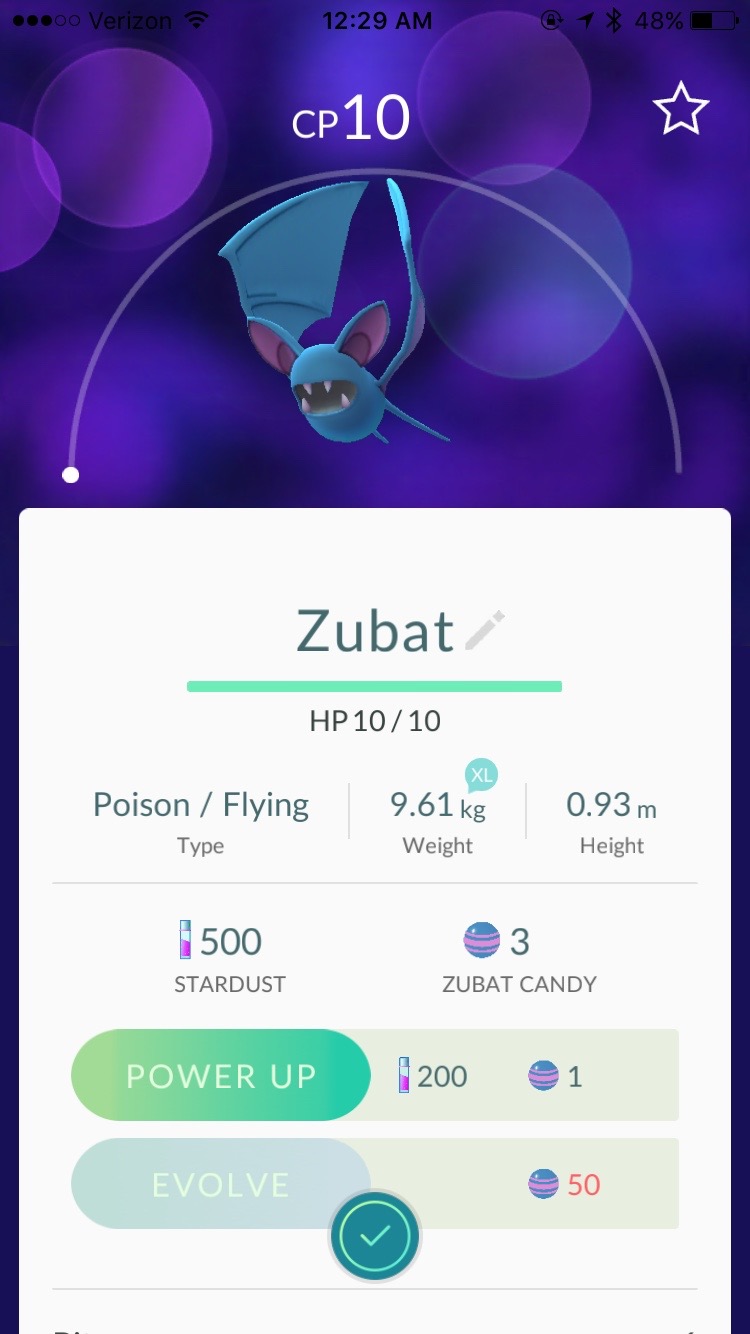 Verizon 12:29 AM 48%
CP10
Zubat
HP 10 / 10
XL
Poison / Flying 9.61 kg 0.93 m
Type Weight Height
500 3
STARDUST ZUBAT CANDY
POWER UP 200 1
EVOLVE 50